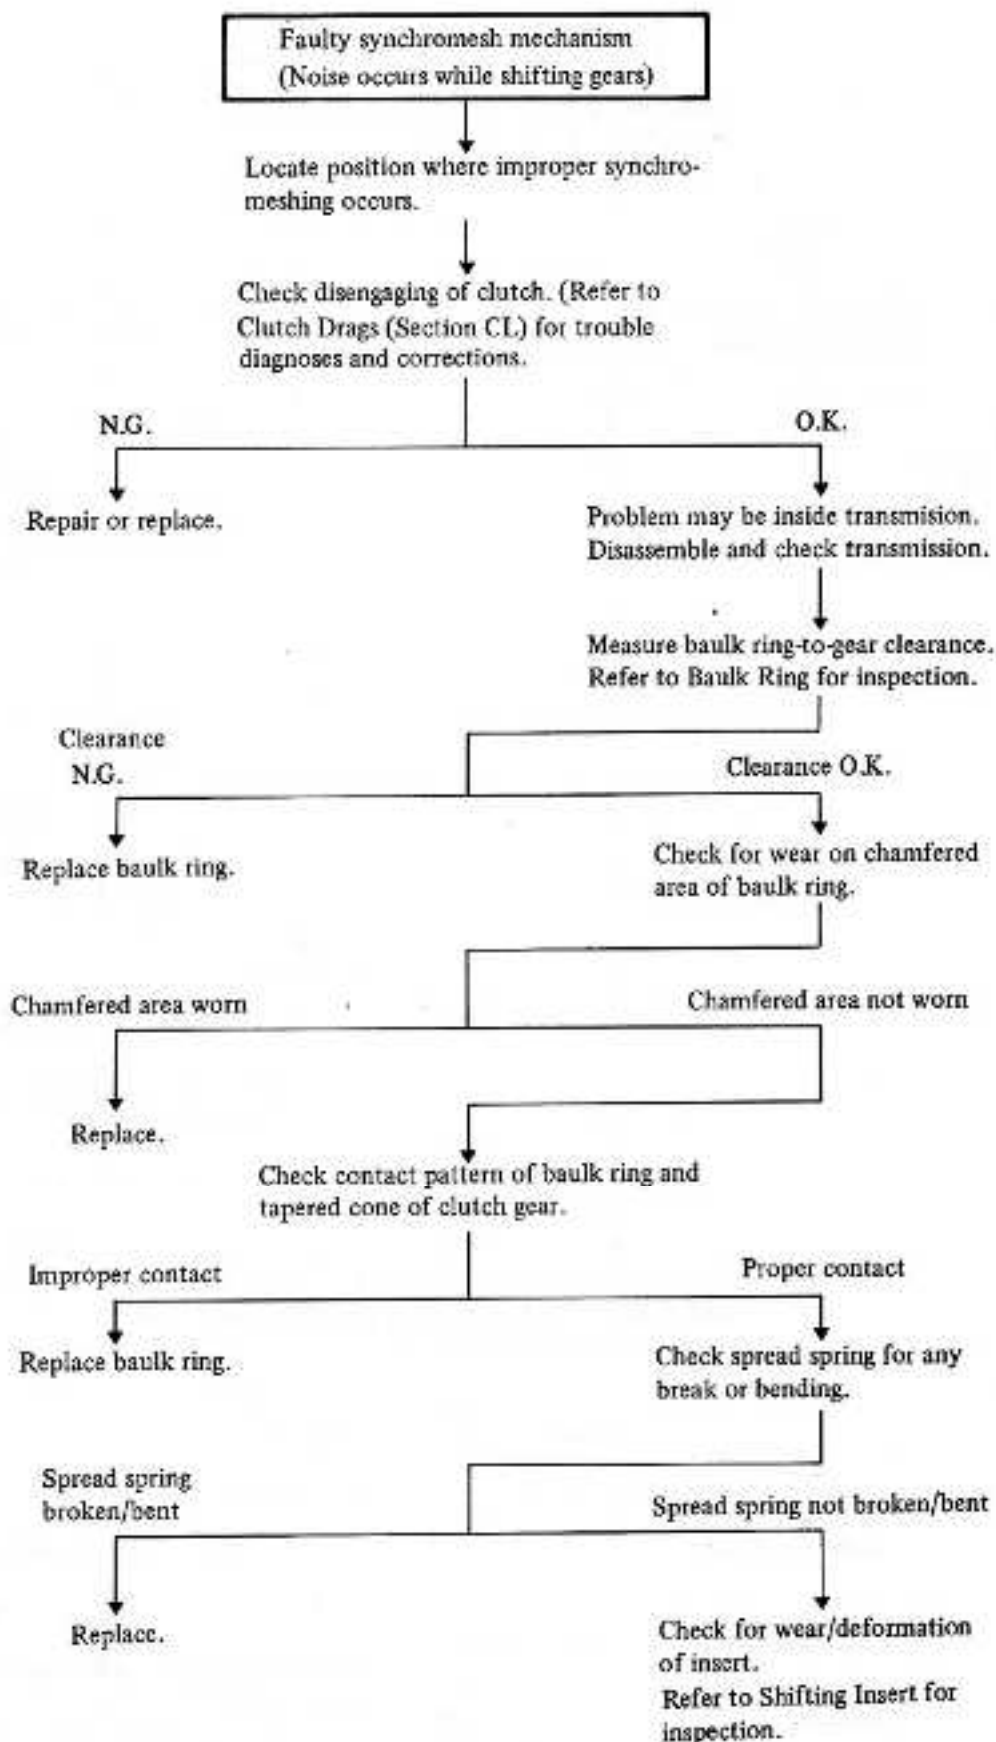 Faulty synchromesh mechanism
(Noise occurs while shifting gears)
Locate position where improper synchro-
meshing occurs.
Check disengaging of clutch. (Refer to
Clutch Drags (Section CL) for trouble
diagnoses and corrections.
N.G.
O.K.
Repair or replace.
Problem may be inside transmision.
Disassemble and check transmission.
Measure baulk ring-to-gear clearance.
Refer to Baulk Ring for inspection.
Clearance
N.G.
Clearance O.K.
Replace baulk ring.
Check for wear on chamfered
area of baulk ring.
Chamfered area worn
Chamfered area not worn
Replace.
Check contact pattern of baulk ring and
tapered cone of clutch gear.
Improper contact
Proper contact
Replace baulk ring.
Check spread spring for any
break or bending.
Spread spring
broken/bent
Spread spring not broken/bent
Replace.
Check for wear/deformation
of insert.
Refer to Shifting Insert for
inspection.